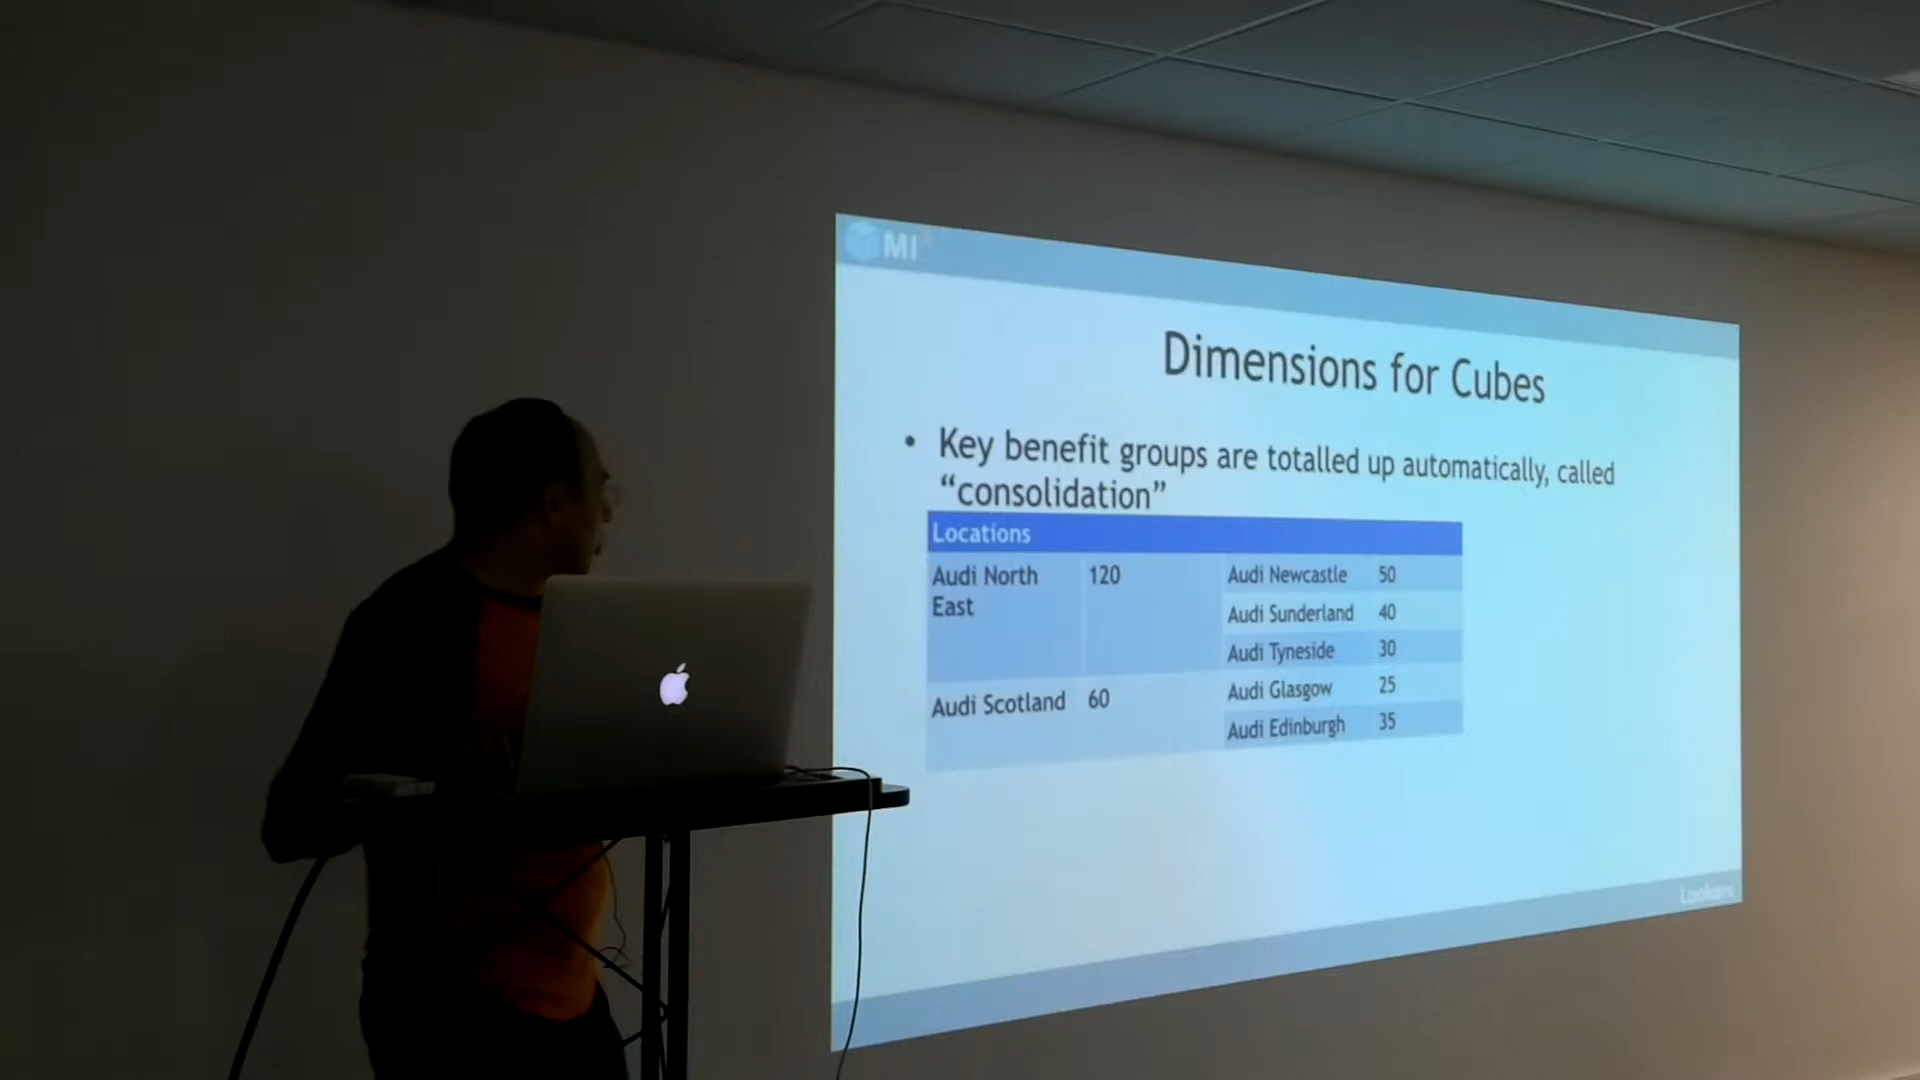 MI
Dimensions for Cubes
• Key benefit groups are totalled up automatically, called
“consolidation”
Locations
Audi North East 120
Audi Newcastle 50
Audi Sunderland 40
Audi Tyneside 30
Audi Scotland 60
Audi Glasgow 25
Audi Edinburgh 35
Lookers